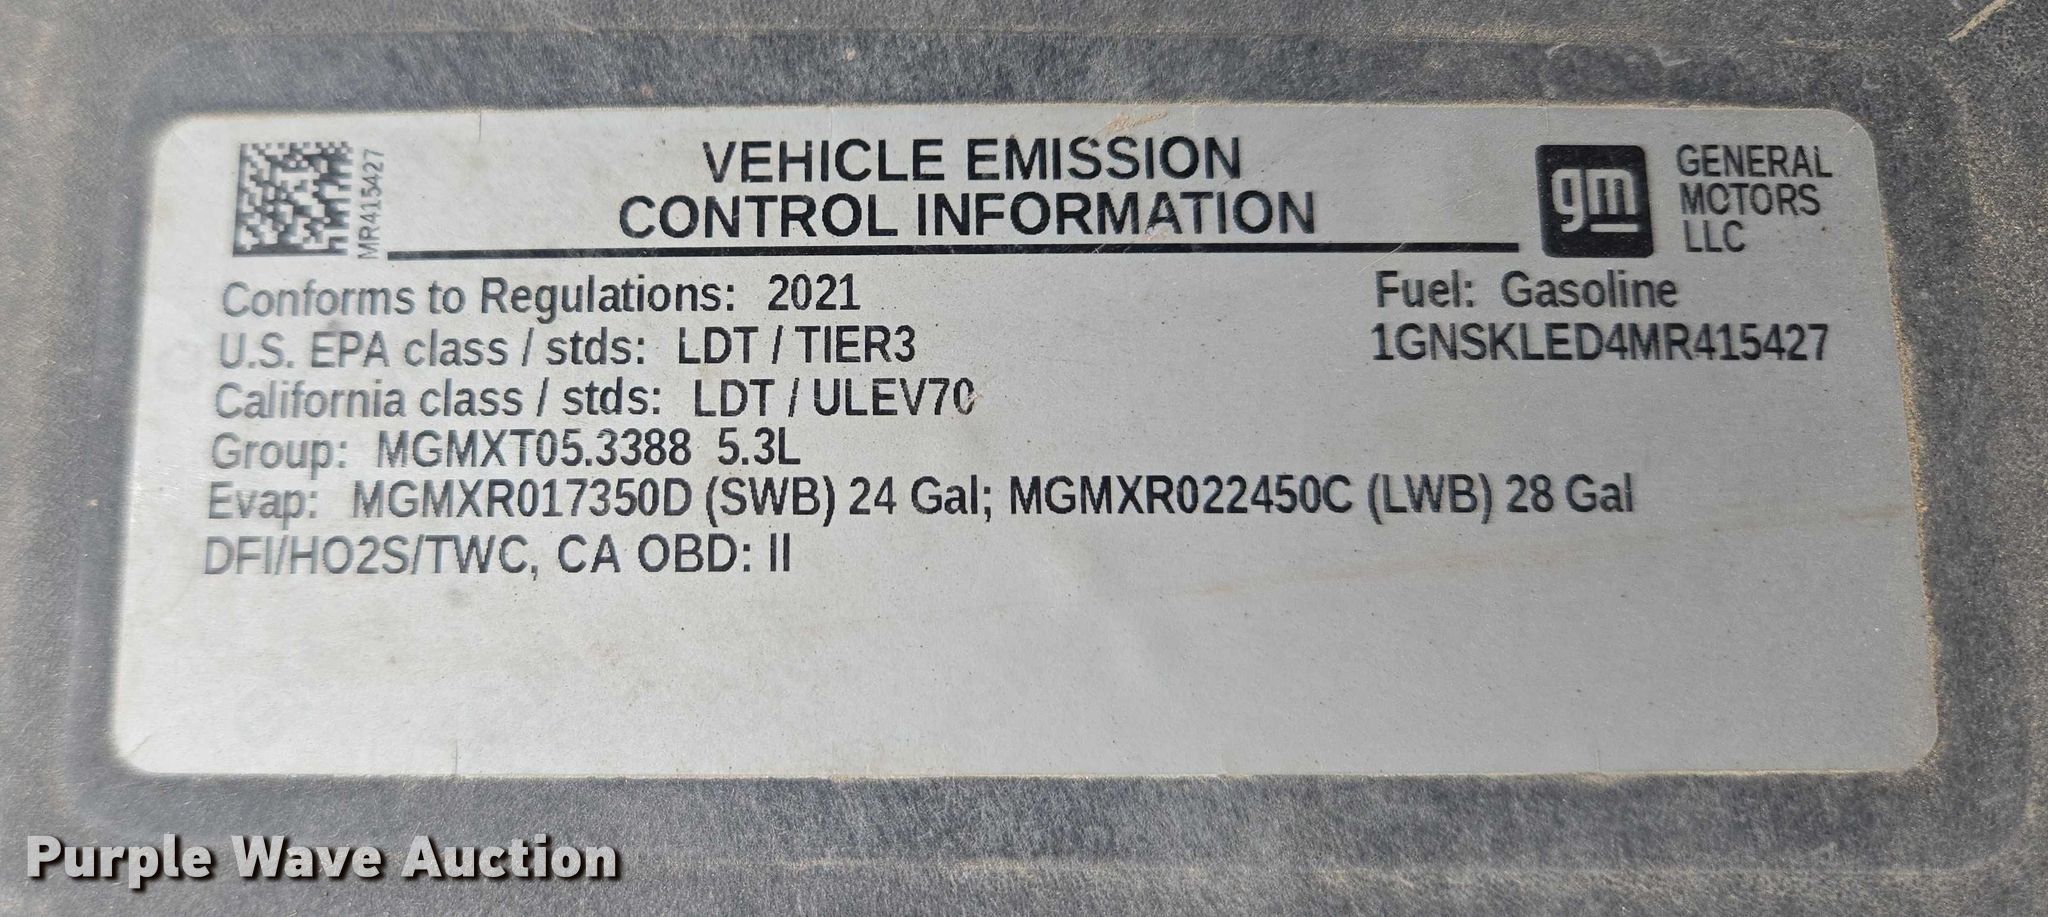 MR415427
VEHICLE EMISSION
CONTROL INFORMATION
gm
GENERAL
MOTORS
LLC
Conforms to Regulations: 2021
Fuel: Gasoline
U.S. EPA class / stds: LDT / TIER3
1GNSKLED4MR415427
California class / stds: LDT / ULEV70
Group: MGMXT05.3388 5.3L
Evap: MGMXR017350D (SWB) 24 Gal; MGMXR022450C (LWB) 28 Gal
DFI/HO2S/TWC, CA OBD: II
Purple Wave Auction